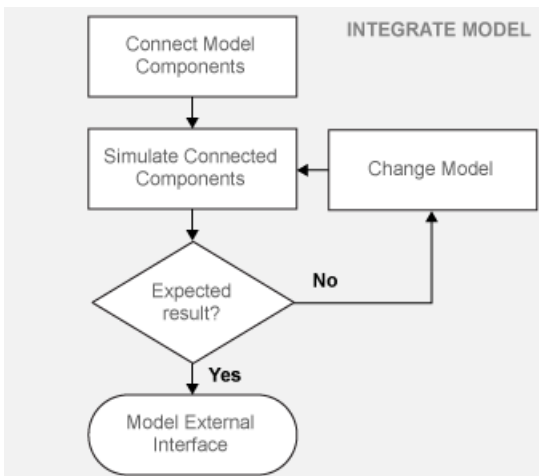 INTEGRATE MODEL
Connect Model
Components
Simulate Connected
Components
Change Model
Expected
result?
No
Yes
Model External
Interface